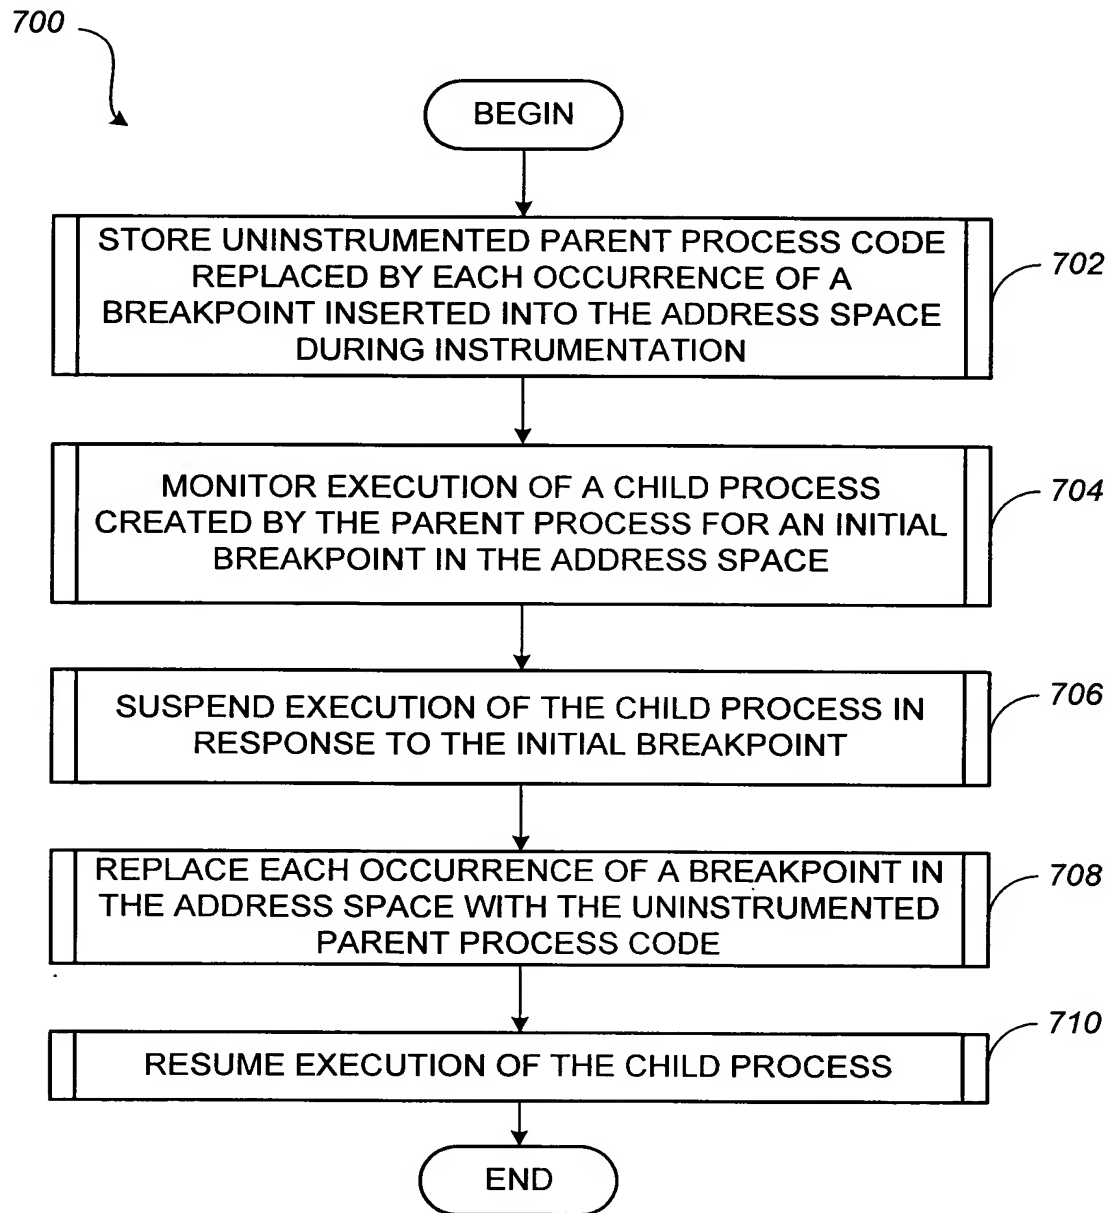 700
BEGIN
STORE UNINSTRUMENTED PARENT PROCESS CODE
REPLACED BY EACH OCCURRENCE OF A
BREAKPOINT INSERTED INTO THE ADDRESS SPACE
DURING INSTRUMENTATION
702
MONITOR EXECUTION OF A CHILD PROCESS
CREATED BY THE PARENT PROCESS FOR AN INITIAL
BREAKPOINT IN THE ADDRESS SPACE
704
SUSPEND EXECUTION OF THE CHILD PROCESS IN
RESPONSE TO THE INITIAL BREAKPOINT
706
REPLACE EACH OCCURRENCE OF A BREAKPOINT IN
THE ADDRESS SPACE WITH THE UNINSTRUMENTED
PARENT PROCESS CODE
708
RESUME EXECUTION OF THE CHILD PROCESS
710
END